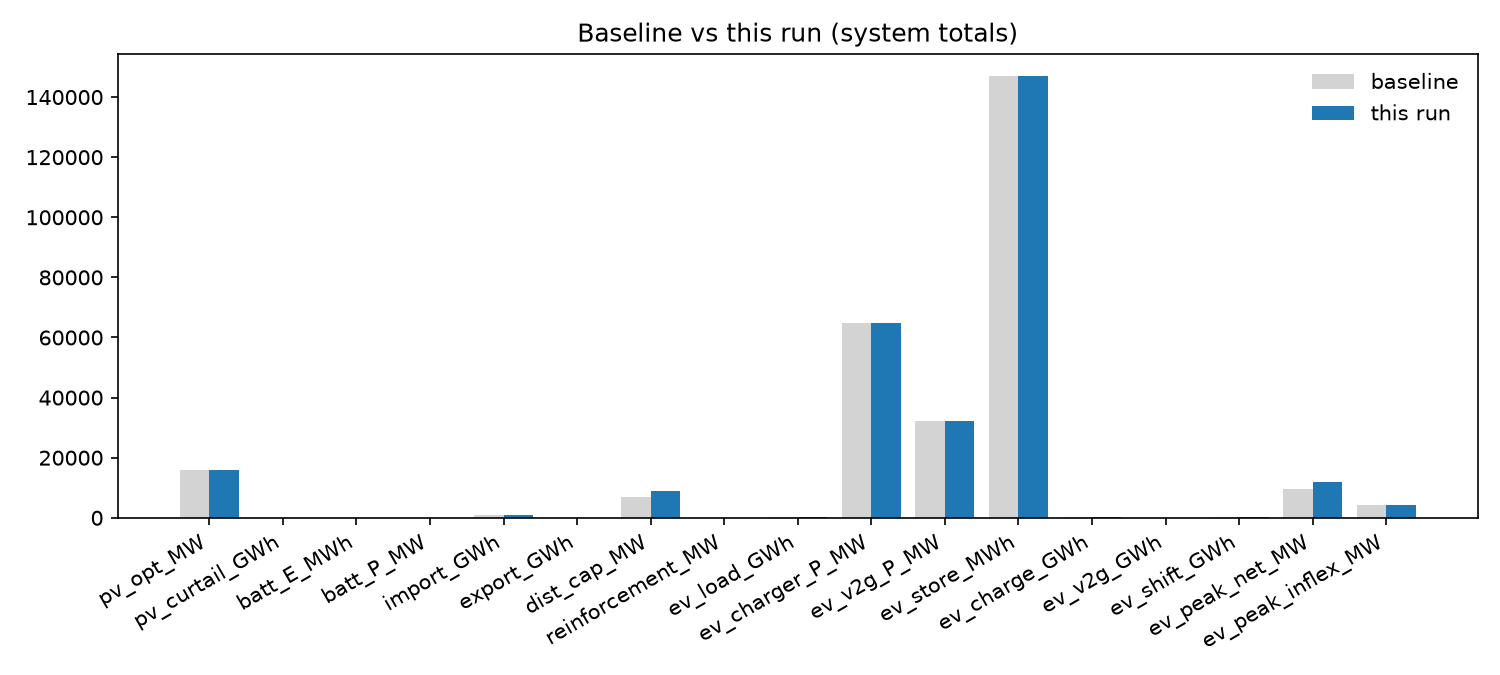 Baseline vs this run (system totals)
baseline
this run
140000
120000
100000
80000
60000
40000
20000
0
pv_opt_MW
pv_curtail_GWh
batt_E_MWh
batt_P_MW
import_GWh
export_GWh
dist_cap_MW
reinforcement_MW
ev_load_GWh
ev_charger_P_MW
ev_v2g_P_MW
ev_store_MWh
ev_charge_GWh
ev_v2g_GWh
ev_shift_GWh
ev_peak_net_MW
ev_peak_inflex_MW